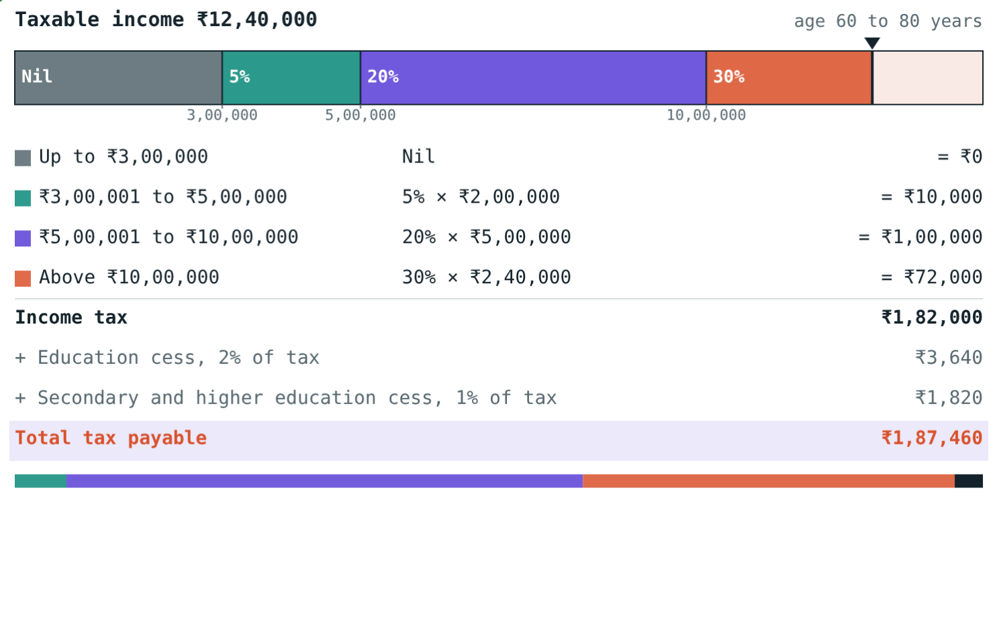 Taxable income ₹12,40,000
age 60 to 80 years
Nil 5% 20% 30%
3,00,000 5,00,000 10,00,000
Up to ₹3,00,000 Nil = ₹0
₹3,00,001 to ₹5,00,000 5% × ₹2,00,000 = ₹10,000
₹5,00,001 to ₹10,00,000 20% × ₹5,00,000 = ₹1,00,000
Above ₹10,00,000 30% × ₹2,40,000 = ₹72,000
Income tax ₹1,82,000
+ Education cess, 2% of tax ₹3,640
+ Secondary and higher education cess, 1% of tax ₹1,820
Total tax payable ₹1,87,460